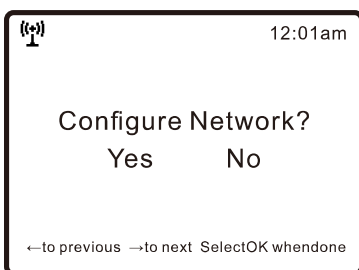 12:01am
Configure Network?
Yes No
←to previous →to next SelectOK whendone